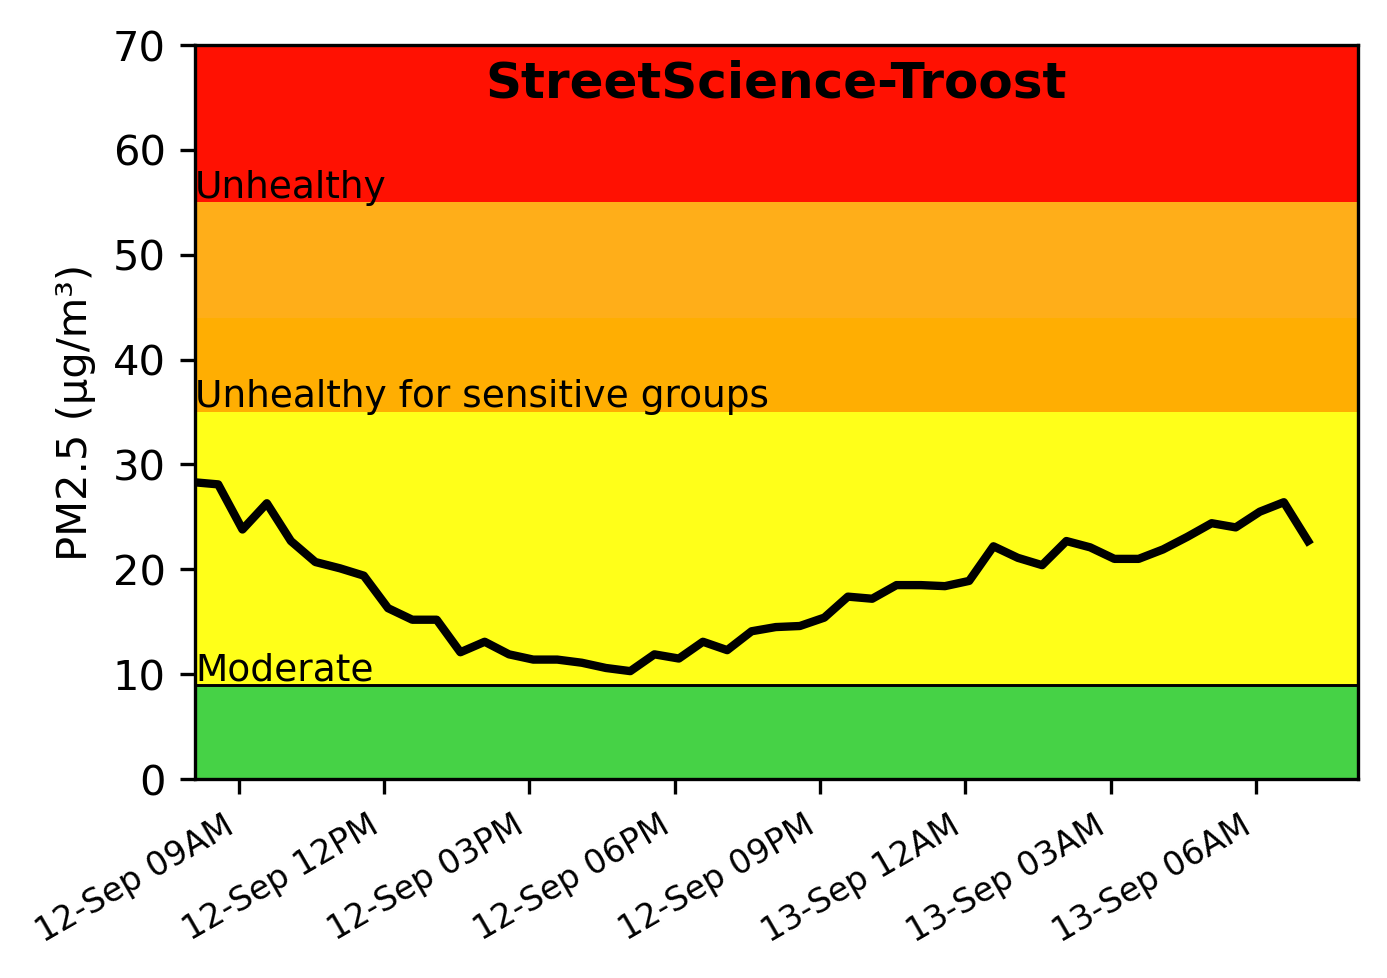 StreetScience-Troost
70
60
50
40
30
20
10
0
PM2.5 (µg/m³)
Unhealthy
Unhealthy for sensitive groups
Moderate
12-Sep 09AM
12-Sep 12PM
12-Sep 03PM
12-Sep 06PM
12-Sep 09PM
13-Sep 12AM
13-Sep 03AM
13-Sep 06AM